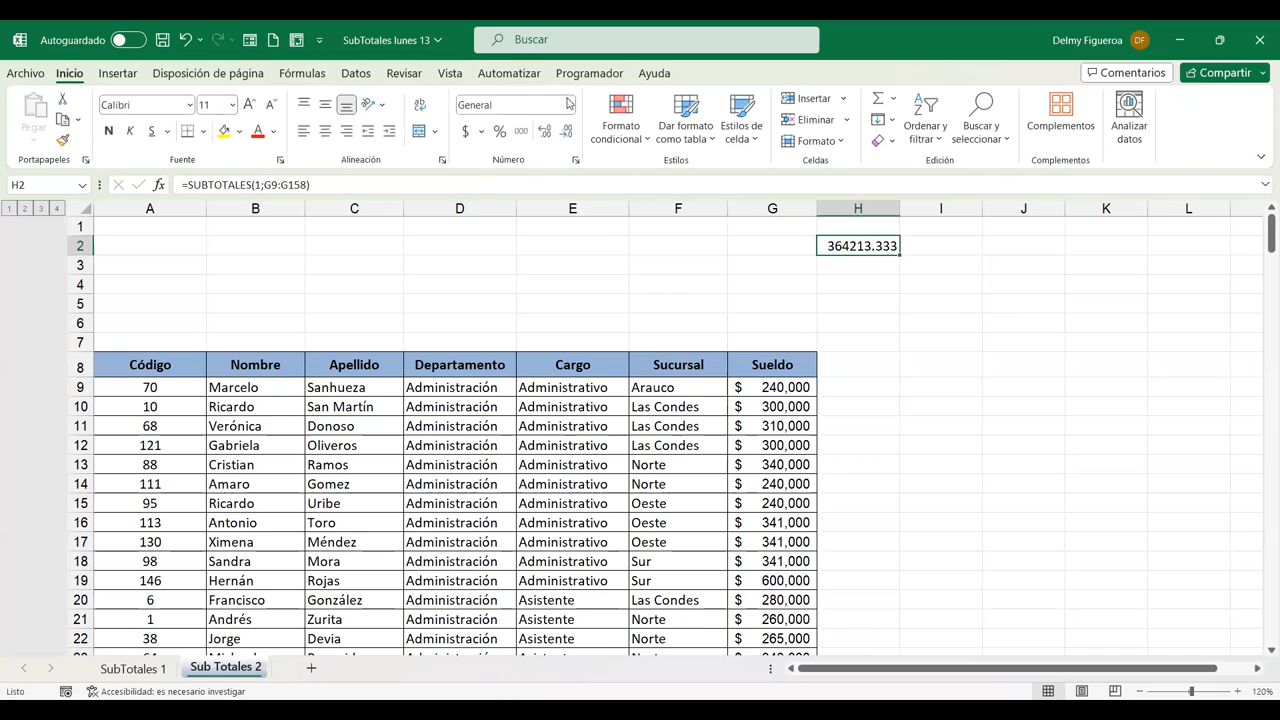 Autoguardado SubTotales lunes 13 Buscar Delmy Figueroa DF
Archivo Inicio Insertar Disposición de página Fórmulas Datos Revisar Vista Automatizar Programador Ayuda Comentarios Compartir
Pegar Calibri 11 General Formato condicional Dar formato como tabla Estilos de celda Insertar Eliminar Formato Ordenar y filtrar Buscar y seleccionar Complementos Analizar datos
N K S $ % 000
Portapapeles Fuente Alineación Número Estilos Celdas Edición Complementos
H2 fx =SUBTOTALES(1;G9:G158)
1 2 3 4 A B C D E F G H I J K L
1
2 364213.333
3
4
5
6
7
8 Código Nombre Apellido Departamento Cargo Sucursal Sueldo
9 70 Marcelo Sanhueza Administración Administrativo Arauco $ 240,000
10 10 Ricardo San Martín Administración Administrativo Las Condes $ 300,000
11 68 Verónica Donoso Administración Administrativo Las Condes $ 310,000
12 121 Gabriela Oliveros Administración Administrativo Las Condes $ 300,000
13 88 Cristian Ramos Administración Administrativo Norte $ 340,000
14 111 Amaro Gomez Administración Administrativo Norte $ 240,000
15 95 Ricardo Uribe Administración Administrativo Oeste $ 240,000
16 113 Antonio Toro Administración Administrativo Oeste $ 341,000
17 130 Ximena Méndez Administración Administrativo Oeste $ 341,000
18 98 Sandra Mora Administración Administrativo Sur $ 341,000
19 146 Hernán Rojas Administración Administrativo Sur $ 600,000
20 6 Francisco González Administración Asistente Las Condes $ 280,000
21 1 Andrés Zurita Administración Asistente Norte $ 260,000
22 38 Jorge Devia Administración Asistente Norte $ 265,000
SubTotales 1 Sub Totales 2
Listo Accesibilidad: es necesario investigar 120%